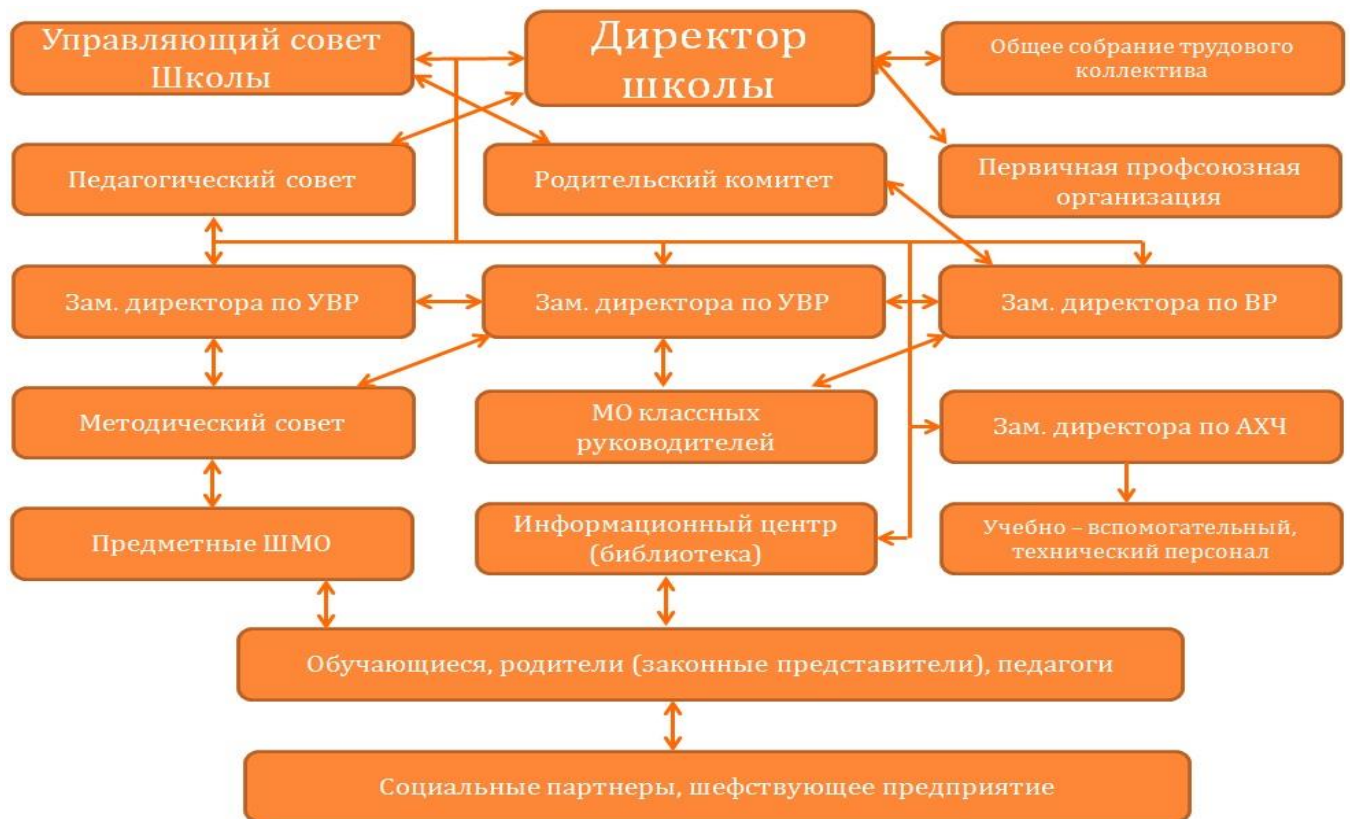 Управляющий совет
Школы
Директор
школы
Общее собрание трудового
коллектива
Педагогический совет
Родительский комитет
Первичная профсоюзная
организация
Зам. директора по УВР
Зам. директора по УВР
Зам. директора по ВР
Методический совет
МО классных
руководителей
Зам. директора по АХЧ
Предметные ШМО
Информационный центр
(библиотека)
Учебно – вспомогательный,
технический персонал
Обучающиеся, родители (законные представители), педагоги
Социальные партнеры, шефствующее предприятие